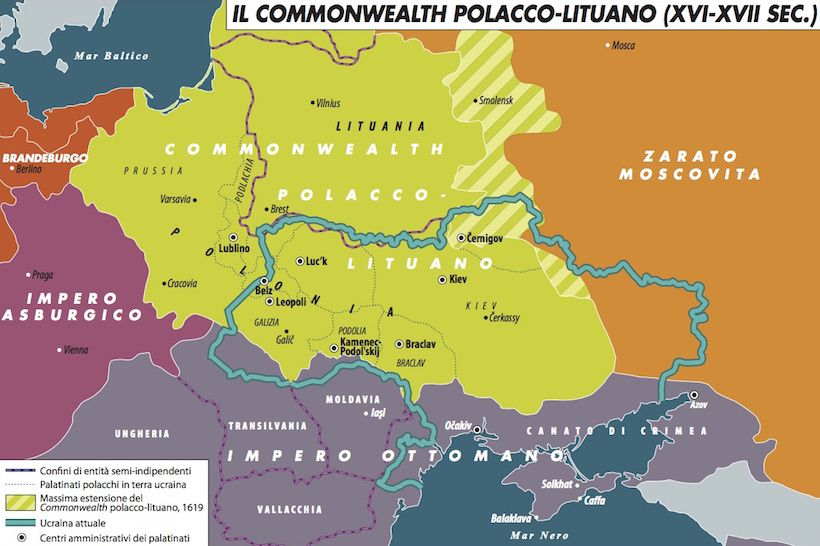 IL COMMONWEALTH POLACCO-LITUANO (XVI-XVII SEC.)
Mar Baltico
Mosca
Vilnius
Smolensk
LITUANIA
COMMONWEALTH
POLACCO-
LITUANO
BRANDEBURGO
Berlino
PRUSSIA
PODLACHIA
ZARATO
MOSCOVITA
Varsavia
Brest
POLONIA
Lublino
Černigov
Luc'k
Praga
Cracovia
Belz
Kiev
KIEV
IMPERO
ASBURGICO
Leopoli
Čerkassy
GALIZIA
Galič
PODOLIA
Kamenec-
Podol'skij
Braclav
BRACLAV
Vienna
MOLDAVIA
Iaşi
Azov
UNGHERIA
TRANSILVANIA
Očakiv
CANATO DI CRIMEA
IMPERO OTTOMANO
Solkhat
Caffa
VALLACCHIA
Balaklava
Mar Nero
Confini di entità semi-indipendenti
Palatinati polacchi in terra ucraina
Massima estensione del
Commonwealth polacco-lituano, 1619
Ucraina attuale
Centri amministrativi dei palatinati